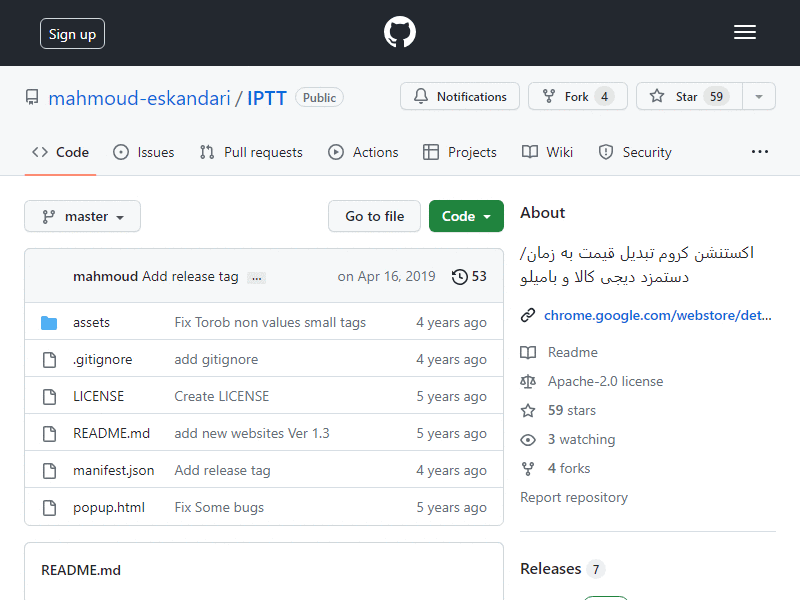 Sign up
mahmoud-eskandari / IPTT Public
Notifications
Fork 4
Star 59
Code
Issues
Pull requests
Actions
Projects
Wiki
Security
master
Go to file
Code
mahmoud Add release tag ...
on Apr 16, 2019
53
assets Fix Torob non values small tags 4 years ago
.gitignore add gitignore 4 years ago
LICENSE Create LICENSE 5 years ago
README.md add new websites Ver 1.3 5 years ago
manifest.json Add release tag 4 years ago
popup.html Fix Some bugs 5 years ago
README.md
About
اکستنشن کروم تبدیل قیمت به زمان/
دستمزد دیجی کالا و بامیلو
chrome.google.com/webstore/det...
Readme
Apache-2.0 license
59 stars
3 watching
4 forks
Report repository
Releases 7